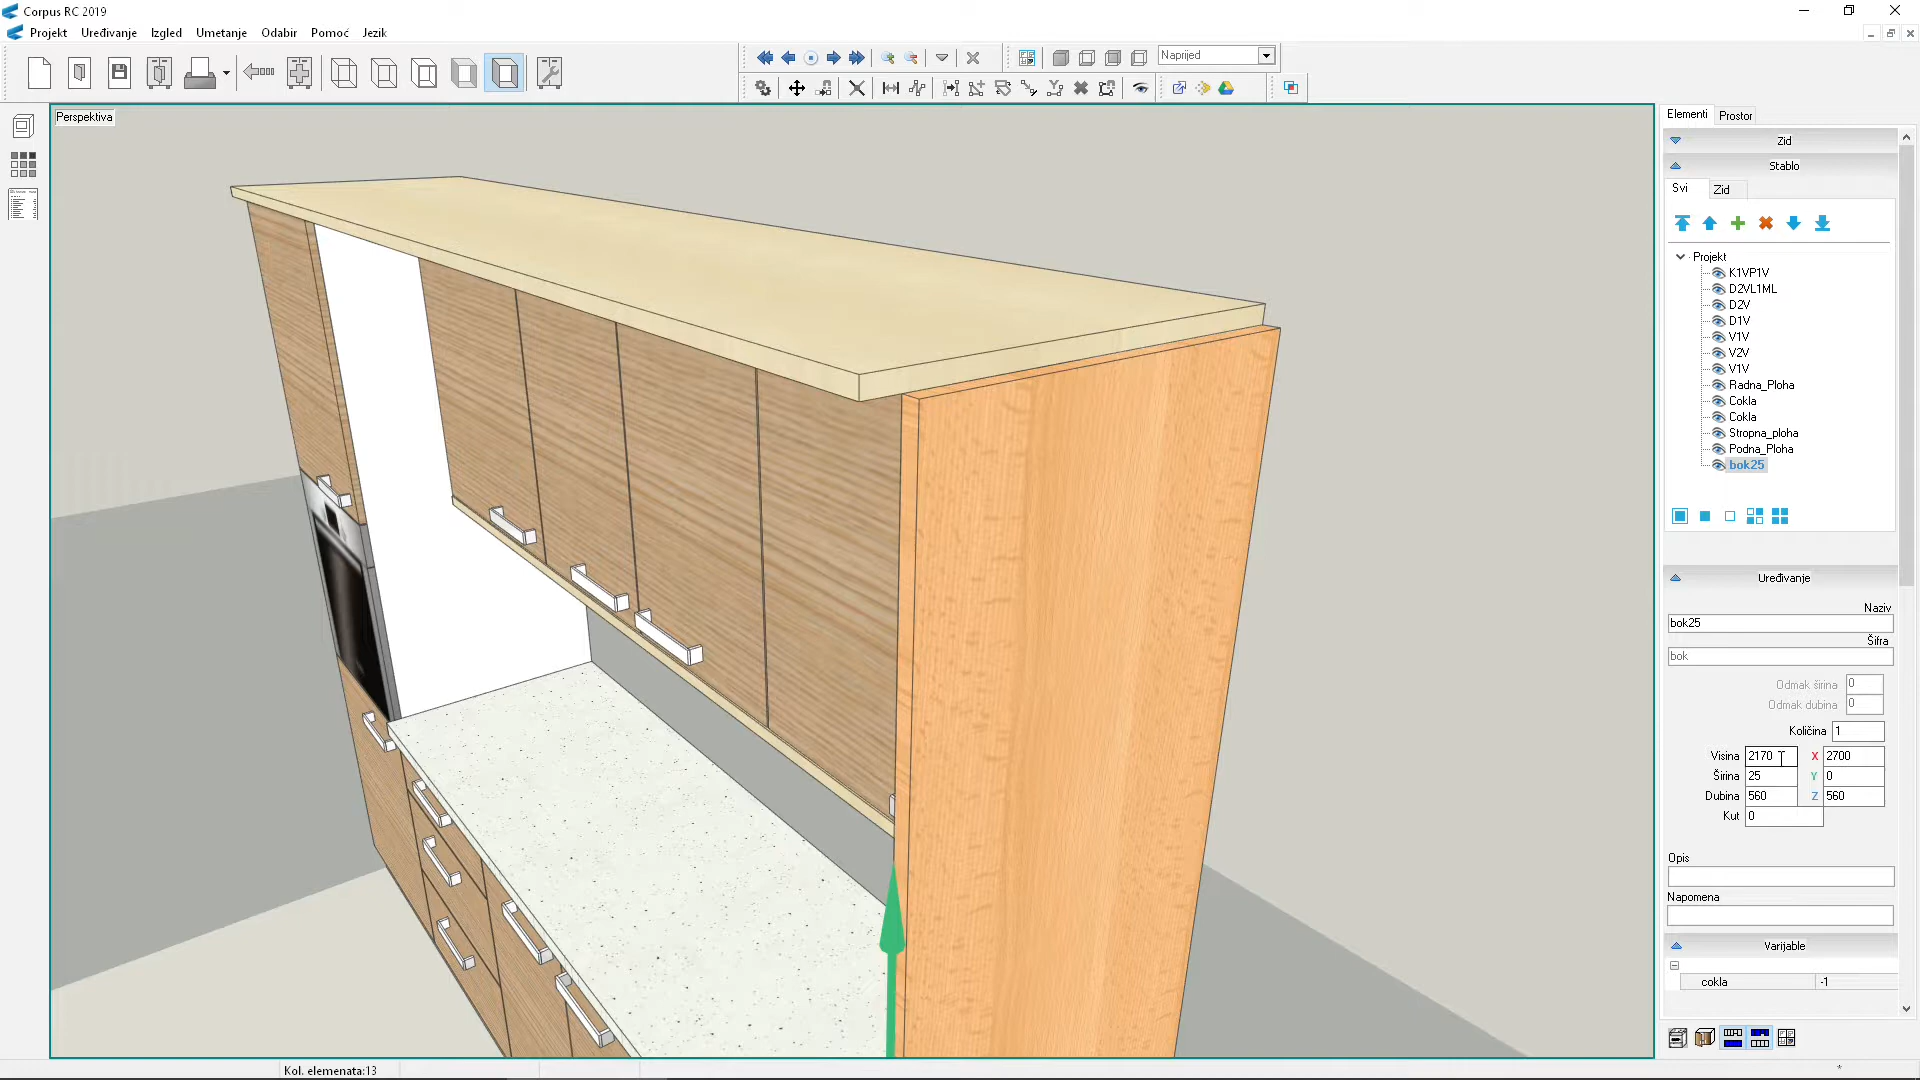 Corpus RC 2019
Projekt Uređivanje Izgled Umetanje Odabir Pomoć Jezik
Naprijed
Perspektiva
Elementi Prostor
Zid
Stablo
Svi Zid
Projekt
K1VP1V
D2VL1ML
D2V
D1V
V1V
V2V
V1V
Radna_Ploha
Cokla
Cokla
Stropna_ploha
Podna_Ploha
bok25
Uređivanje
Naziv
bok25
Šifra
bok
Odmak širina 0
Odmak dubina 0
Količina 1
Visina 2170 X 2700
Širina 25 Y 0
Dubina 560 Z 560
Kut 0
Opis
Napomena
Varijable
cokla -1
Kol. elemenata:13 *